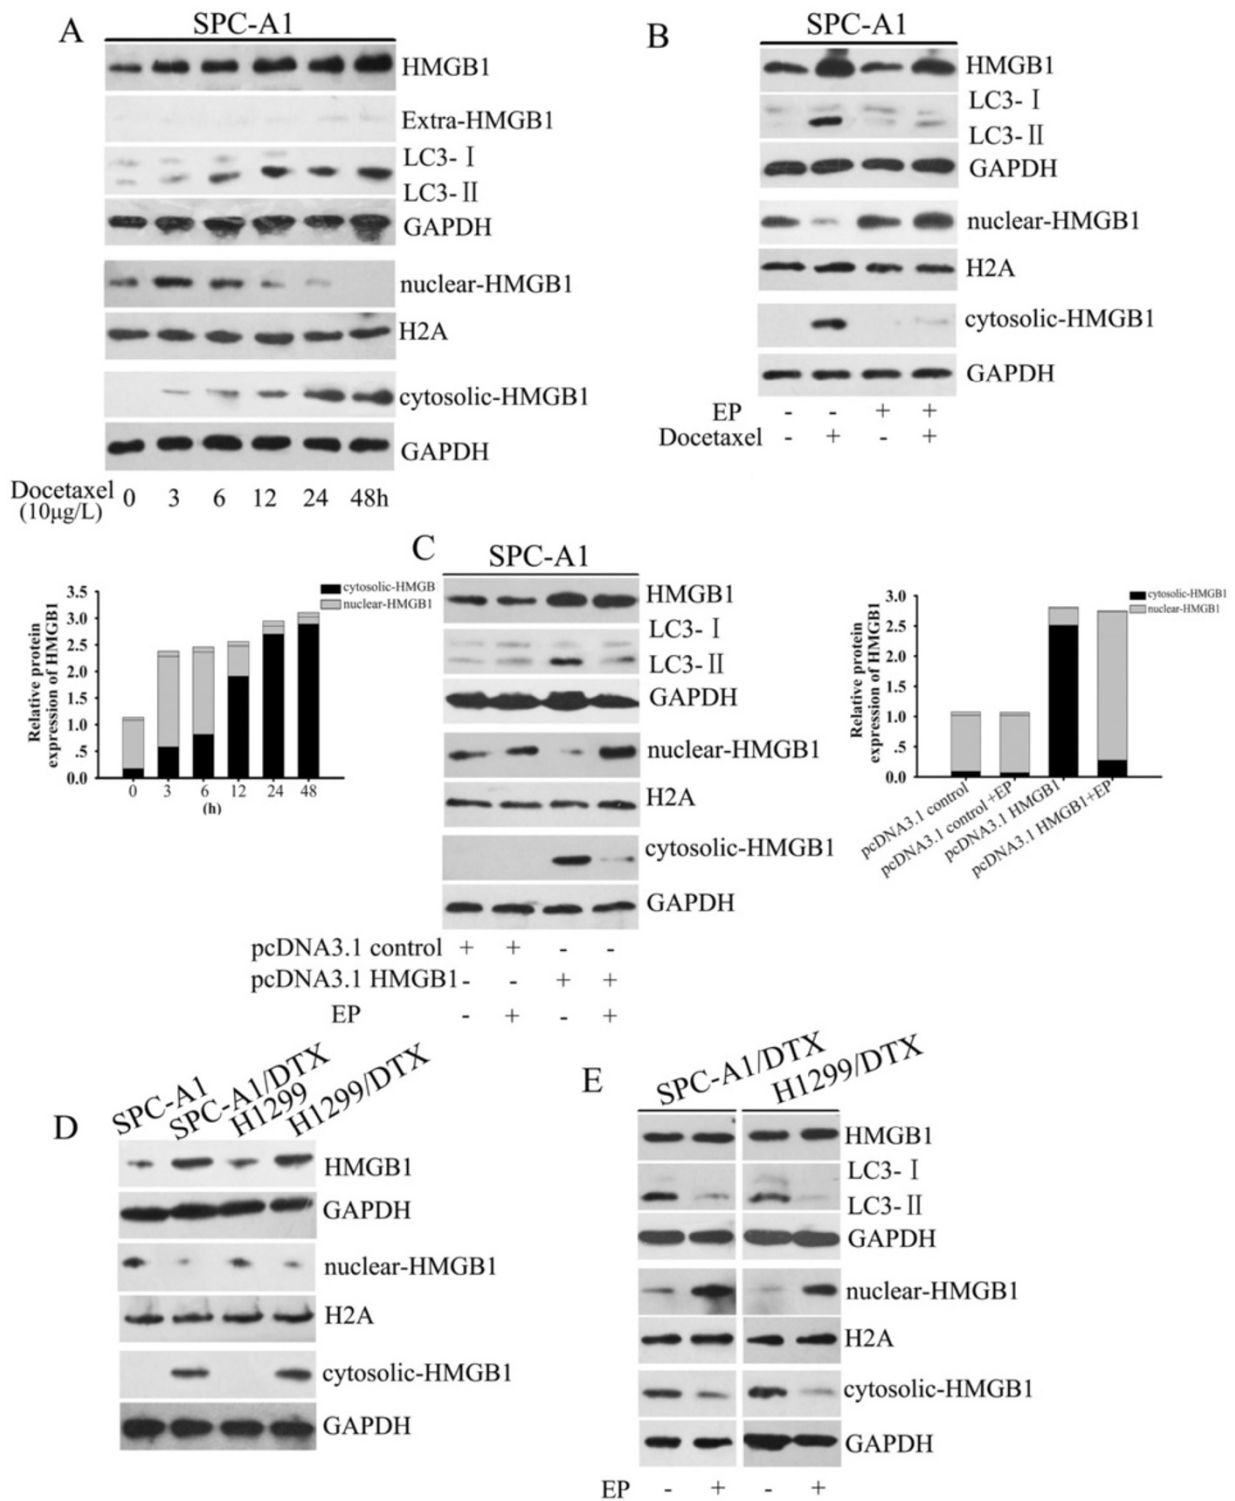 A
SPC-A1
HMGB1
Extra-HMGB1
LC3-Ⅰ
LC3-Ⅱ
GAPDH
nuclear-HMGB1
H2A
cytosolic-HMGB1
GAPDH
Docetaxel 0 3 6 12 24 48h
(10μg/L)
B
SPC-A1
HMGB1
LC3-Ⅰ
LC3-Ⅱ
GAPDH
nuclear-HMGB1
H2A
cytosolic-HMGB1
GAPDH
EP - - + +
Docetaxel - + - +
Relative protein
expression of HMGB1
3.5
3.0
2.5
2.0
1.5
1.0
.5
0.0
cytosolic-HMGB
nuclear-HMGB1
0 3 6 12 24 48
(h)
C
SPC-A1
HMGB1
LC3-Ⅰ
LC3-Ⅱ
GAPDH
nuclear-HMGB1
H2A
cytosolic-HMGB1
GAPDH
pcDNA3.1 control + + - -
pcDNA3.1 HMGB1 - - + +
EP - + - +
Relative protein
expression of HMGB1
3.0
2.5
2.0
1.5
1.0
.5
0.0
cytosolic-HMGB1
nuclear-HMGB1
pcDNA3.1 control
pcDNA3.1 control +EP
pcDNA3.1 HMGB1
pcDNA3.1 HMGB1+EP
D
SPC-A1
SPC-A1/DTX
H1299
H1299/DTX
HMGB1
GAPDH
nuclear-HMGB1
H2A
cytosolic-HMGB1
GAPDH
E
SPC-A1/DTX
H1299/DTX
HMGB1
LC3-Ⅰ
LC3-Ⅱ
GAPDH
nuclear-HMGB1
H2A
cytosolic-HMGB1
GAPDH
EP - + - +